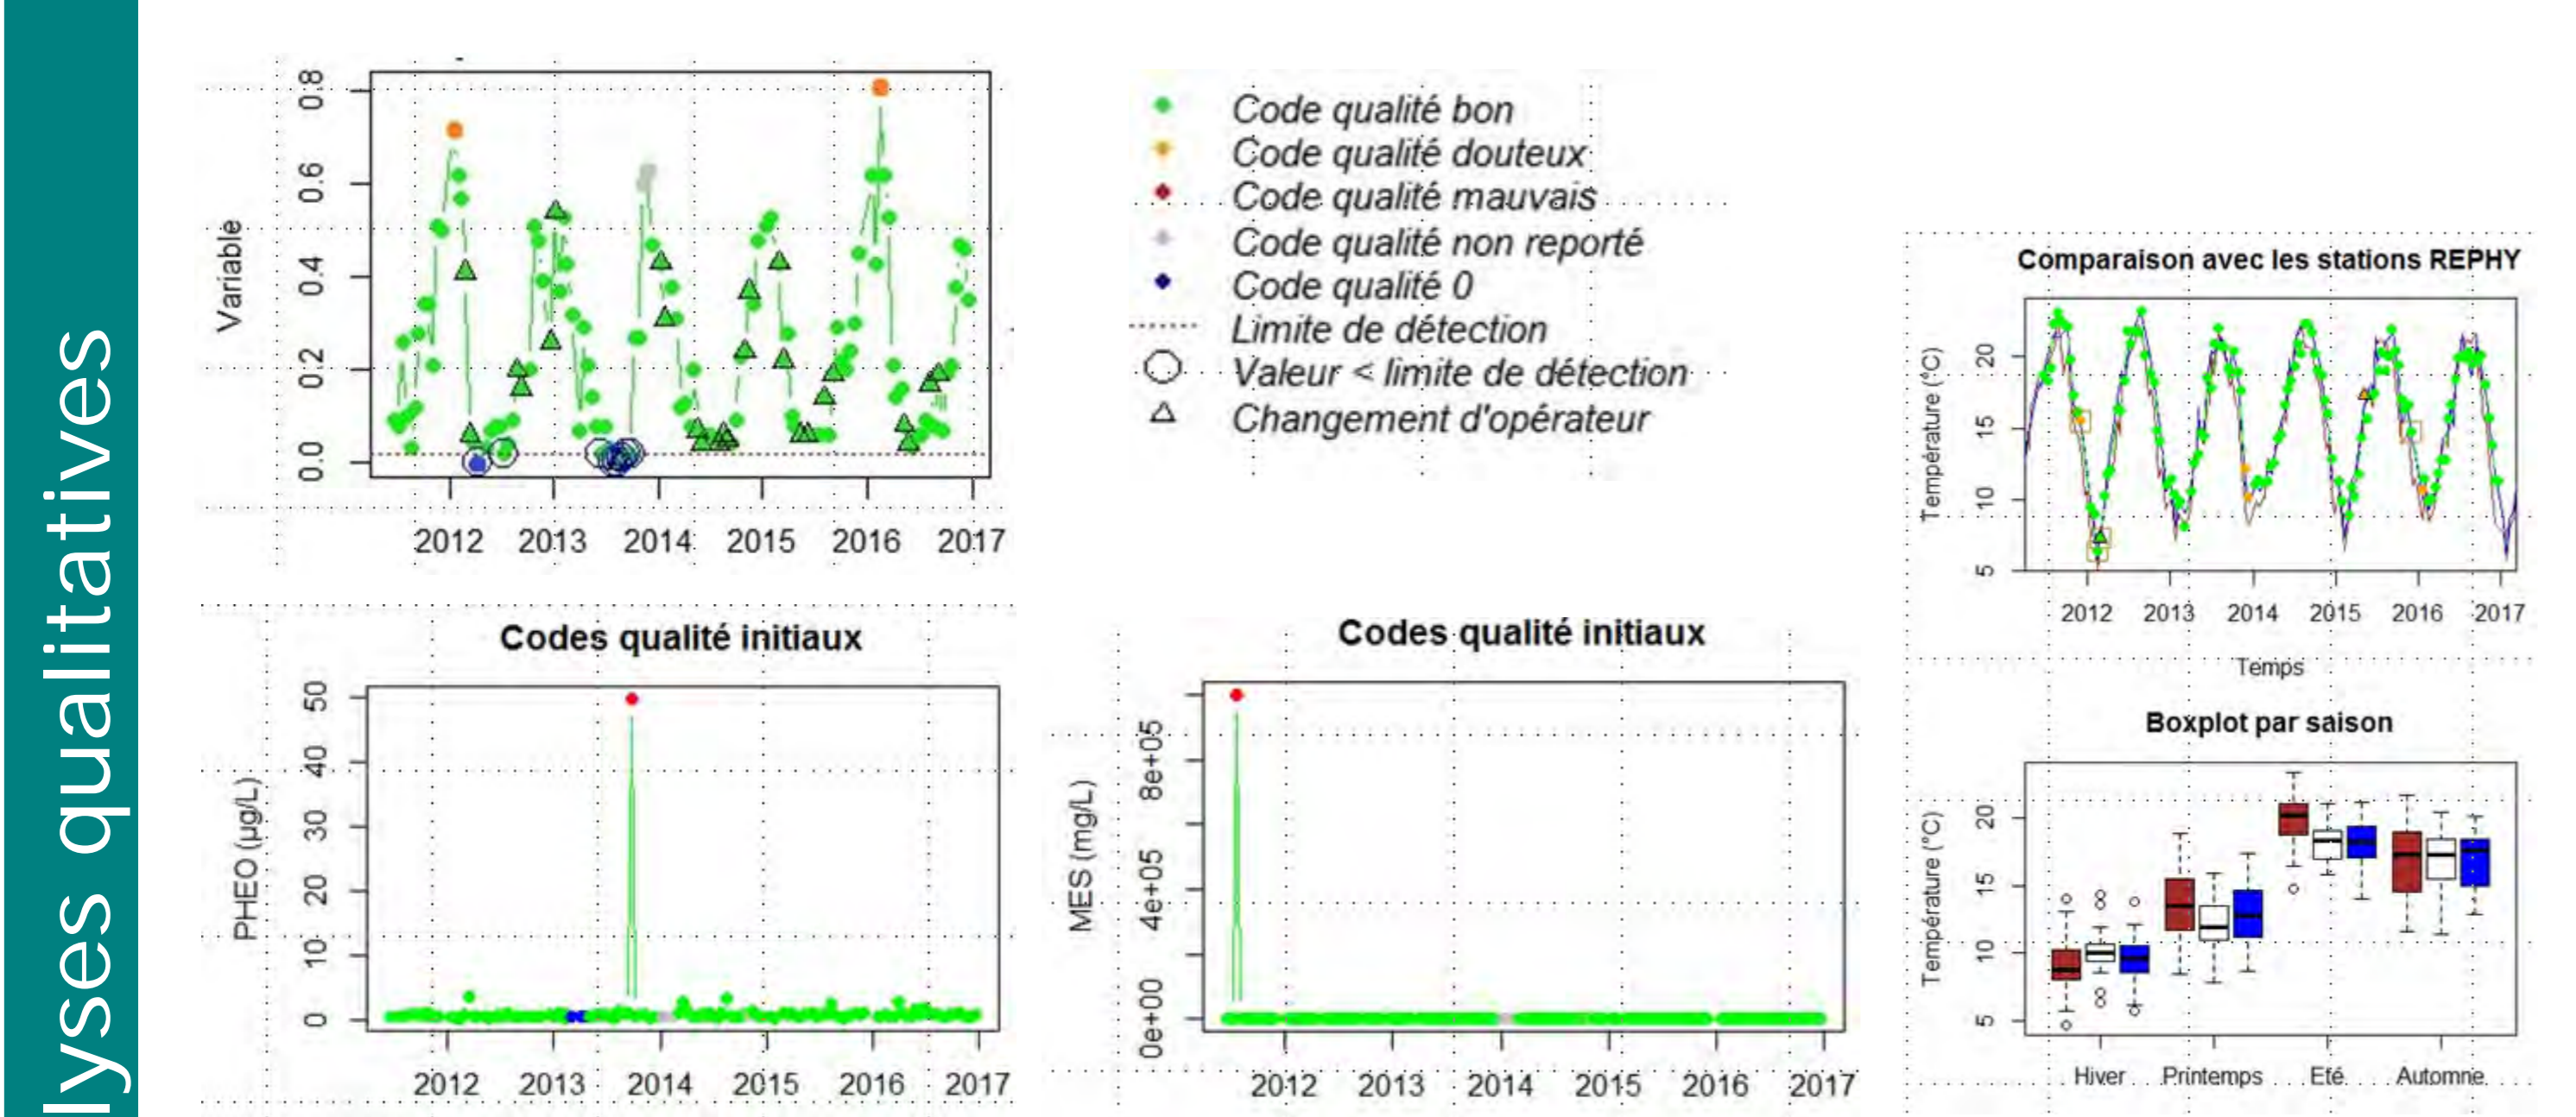 lyses qualitatives
0.8
0.6
0.4
0.2
0.0
Variable
2012 2013 2014 2015 2016 2017
Code qualité bon
Code qualité douteux
Code qualité mauvais
Code qualité non reporté
Code qualité 0
Limite de détection
Valeur < limite de détection
Changement d'opérateur
Comparaison avec les stations REPHY
Température (°C)
20
15
10
5
2012 2013 2014 2015 2016 2017
Temps
Codes qualité initiaux
PHEO (µg/L)
50
40
30
20
10
0
2012 2013 2014 2015 2016 2017
Codes qualité initiaux
MES (mg/L)
8e+05
4e+05
0e+00
2012 2013 2014 2015 2016 2017
Boxplot par saison
Température (°C)
20
15
10
5
Hiver Printemps Eté Automne